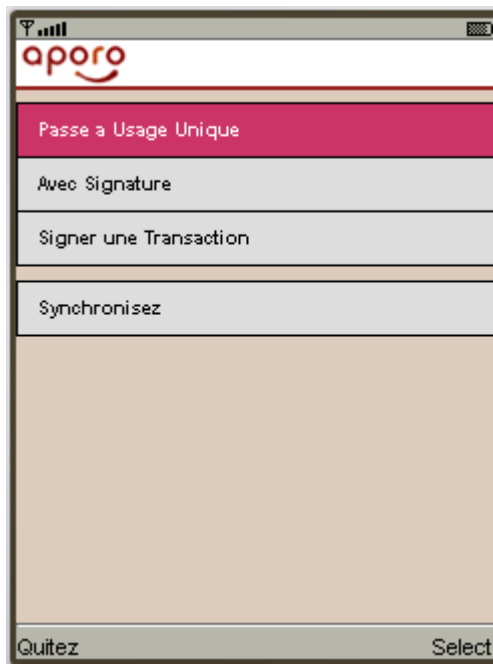 aporo
Passe a Usage Unique
Avec Signature
Signer une Transaction
Synchronisez
Quitez Select